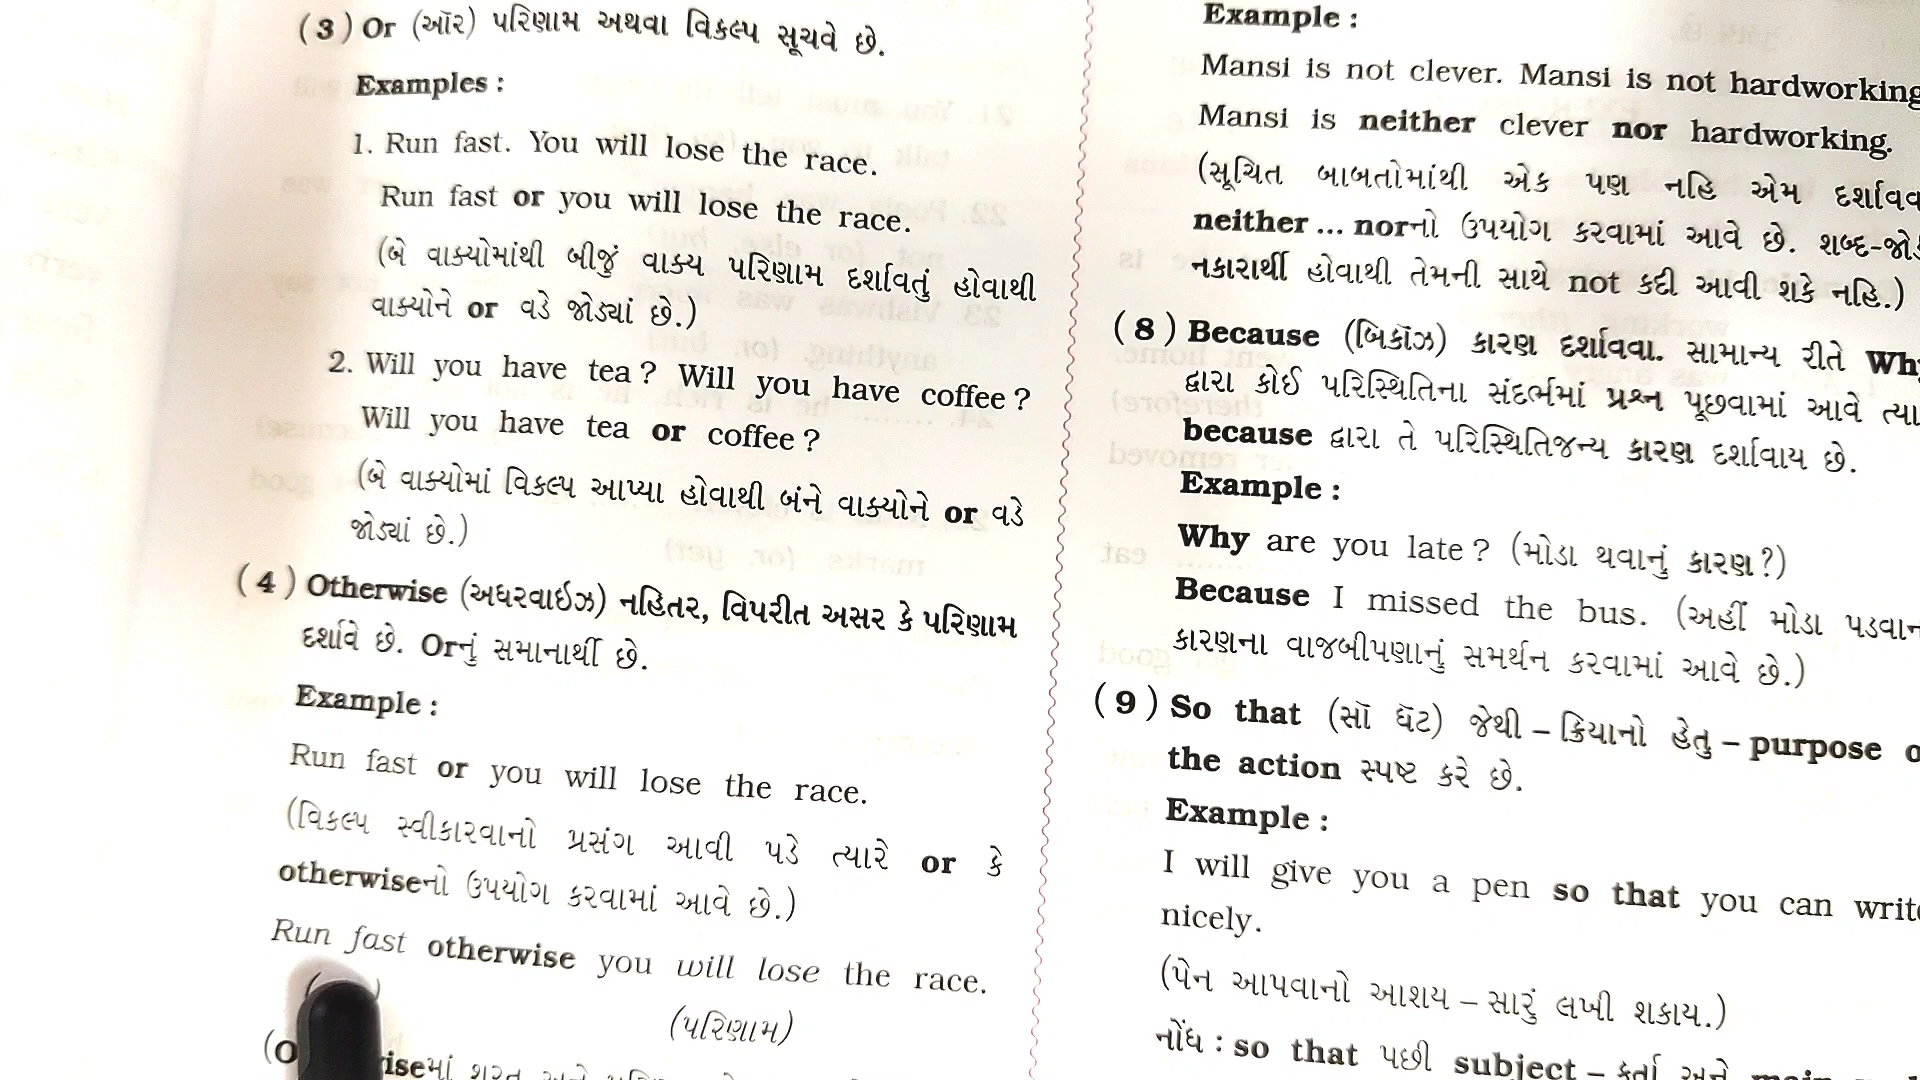 (3) Or (ઑર) પરિણામ અથવા વિકલ્પ સૂચવે છે.
Examples :
1. Run fast. You will lose the race.
Run fast or you will lose the race.
(બે વાક્યોમાંથી બીજું વાક્ય પરિણામ દર્શાવતું હોવાથી
વાક્યોને or વડે જોડ્યાં છે.)
2. Will you have tea? Will you have coffee?
Will you have tea or coffee?
(બે વાક્યોમાં વિકલ્પ આપ્યા હોવાથી બંને વાક્યોને or વડે
જોડ્યાં છે.)
(4) Otherwise (અધરવાઇઝ) નહિતર, વિપરીત અસર કે પરિણામ
દર્શાવે છે. Orનું સમાનાર્થી છે.
Example :
Run fast or you will lose the race.
(વિકલ્પ સ્વીકારવાનો પ્રસંગ આવી પડે ત્યારે or કે
otherwiseનો ઉપયોગ કરવામાં આવે છે.)
Run fast otherwise you will lose the race.
(પરિણામ)
Example :
Mansi is not clever. Mansi is not hardworking
Mansi is neither clever nor hardworking.
(સૂચિત બાબતોમાંથી એક પણ નહિ એમ
neither ... norનો ઉપયોગ કરવામાં આવે છે.
નકારાર્થી હોવાથી તેમની સાથે not કદી આવી શકે નહિ.)
(8) Because (બિકૉઝ) કારણ દર્શાવવા. સામાન્ય રીતે Why
દ્વારા કોઈ પરિસ્થિતિના સંદર્ભમાં પ્રશ્ન પૂછવામાં આવે
because દ્વારા તે પરિસ્થિતિજન્ય કારણ દર્શાવાય છે.
Example :
Why are you late? (મોડા થવાનું કારણ?)
Because I missed the bus. (અહીં મોડા
કારણના વાજબીપણાનું સમર્થન કરવામાં આવે છે.)
(9) So that (સૉ ધૅટ) જેથી – ક્રિયાનો હેતુ – purpose
the action સ્પષ્ટ કરે છે.
Example :
I will give you a pen so that you can write
nicely.
(પેન આપવાનો આશય – સારું લખી શકાય.)
નોંધ : so that પછી subject – કર્તા અને